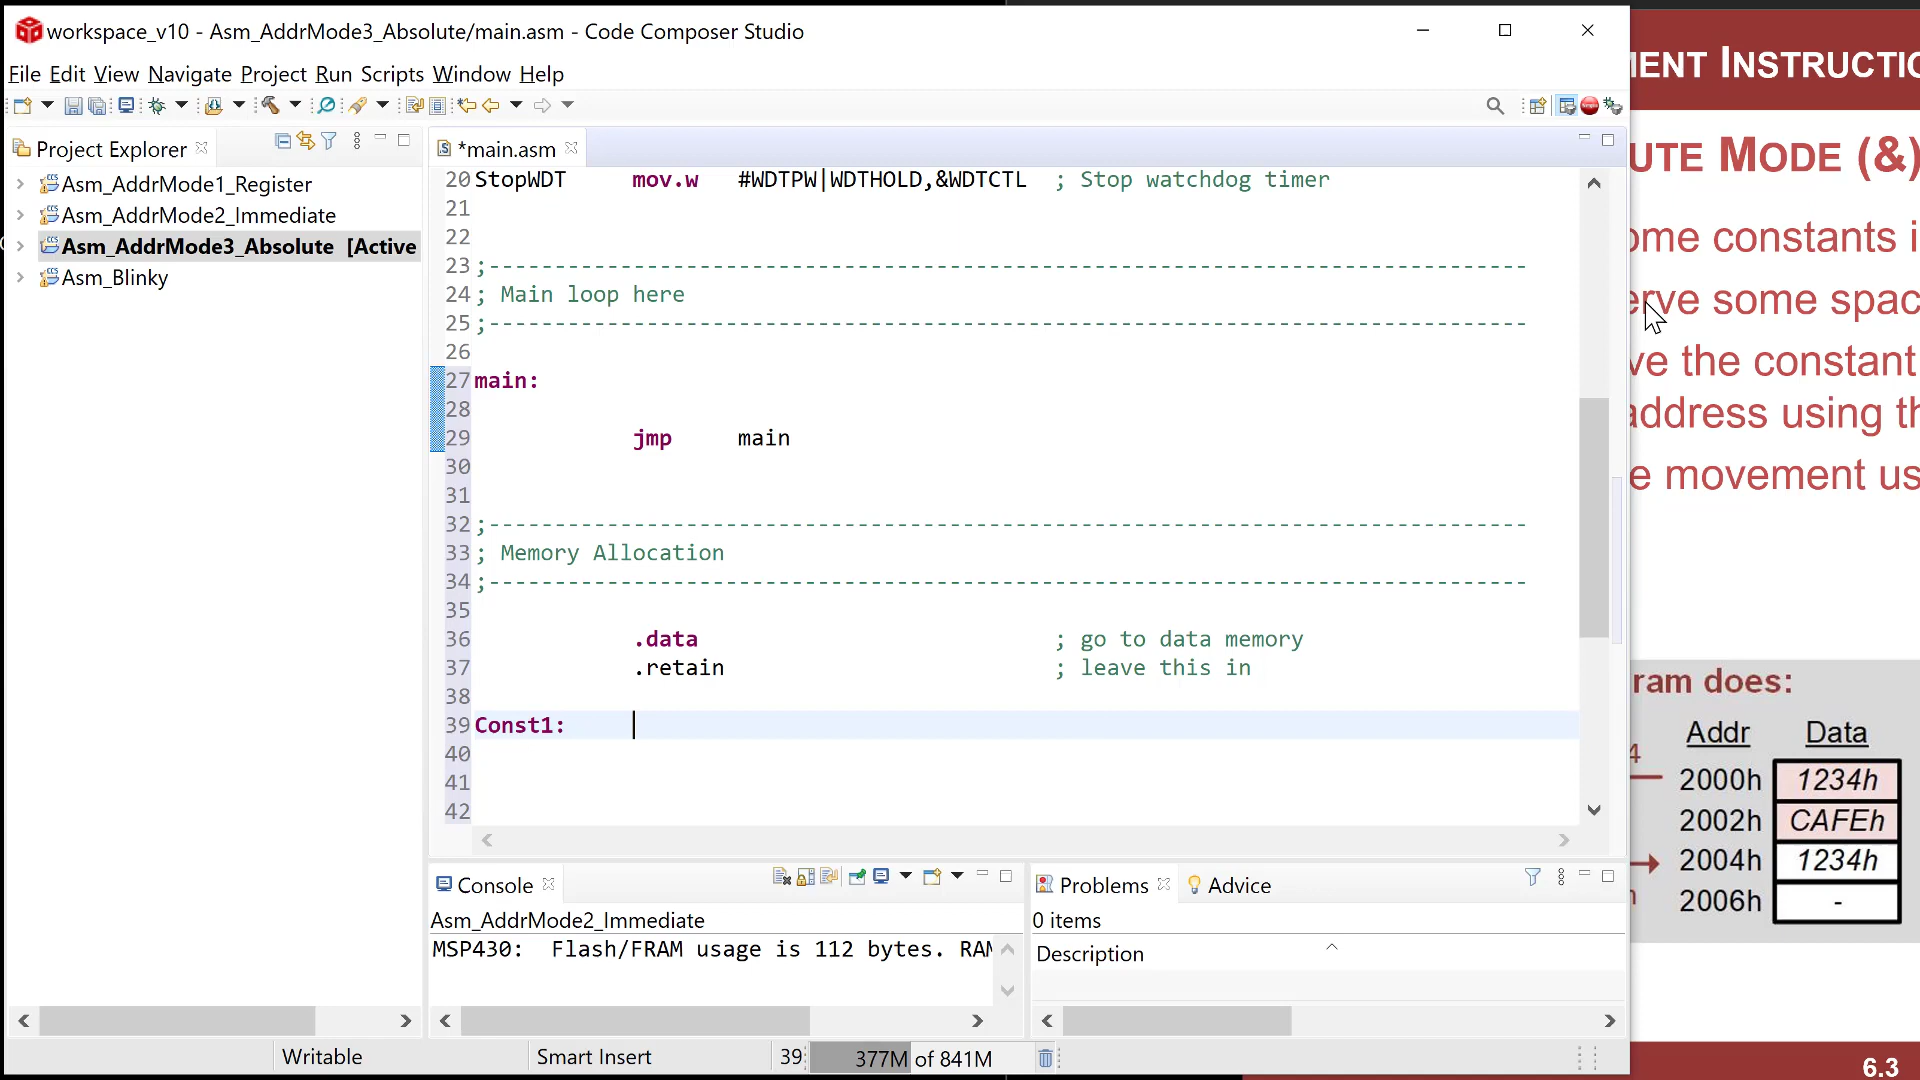 workspace_v10 - Asm_AddrMode3_Absolute/main.asm - Code Composer Studio
File Edit View Navigate Project Run Scripts Window Help
Project Explorer
Asm_AddrMode1_Register
Asm_AddrMode2_Immediate
Asm_AddrMode3_Absolute [Active
Asm_Blinky
*main.asm
20 StopWDT mov.w #WDTPW|WDTHOLD,&WDTCTL ; Stop watchdog timer
21
22
23 ;-------------------------------------------------------------------------------
24 ; Main loop here
25 ;-------------------------------------------------------------------------------
26
27 main:
28
29 jmp main
30
31
32 ;-------------------------------------------------------------------------------
33 ; Memory Allocation
34 ;-------------------------------------------------------------------------------
35
36 .data ; go to data memory
37 .retain ; leave this in
38
39 Const1:
40
41
42
Console
Asm_AddrMode2_Immediate
MSP430: Flash/FRAM usage is 112 bytes. RAM
Problems
Advice
0 items
Description
Writable
Smart Insert
39
377M of 841M
MENT INSTRUCTIO
UTE MODE (&)
ome constants i
erve some spac
ve the constant
address using th
e movement us
ram does:
Addr Data
4
2000h 1234h
2002h CAFEh
2004h 1234h
2006h -
6.3